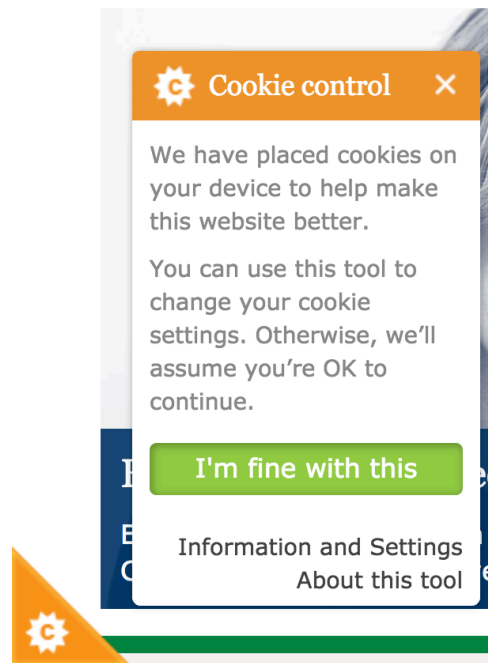 C Cookie control ×
We have placed cookies on
your device to help make
this website better.
You can use this tool to
change your cookie
settings. Otherwise, we’ll
assume you’re OK to
continue.
I'm fine with this
Information and Settings
About this tool
C